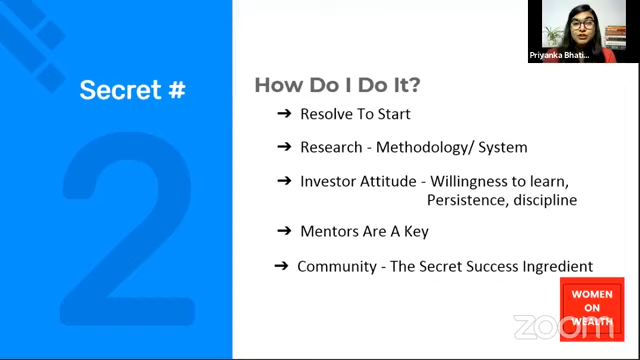 Priyanka Bhati...
Secret #
2
How Do I Do It?
➔ Resolve To Start
➔ Research - Methodology/ System
➔ Investor Attitude - Willingness to learn,
Persistence, discipline
➔ Mentors Are A Key
➔ Community - The Secret Success Ingredient
WOMEN
ON
WEALTH
zoom